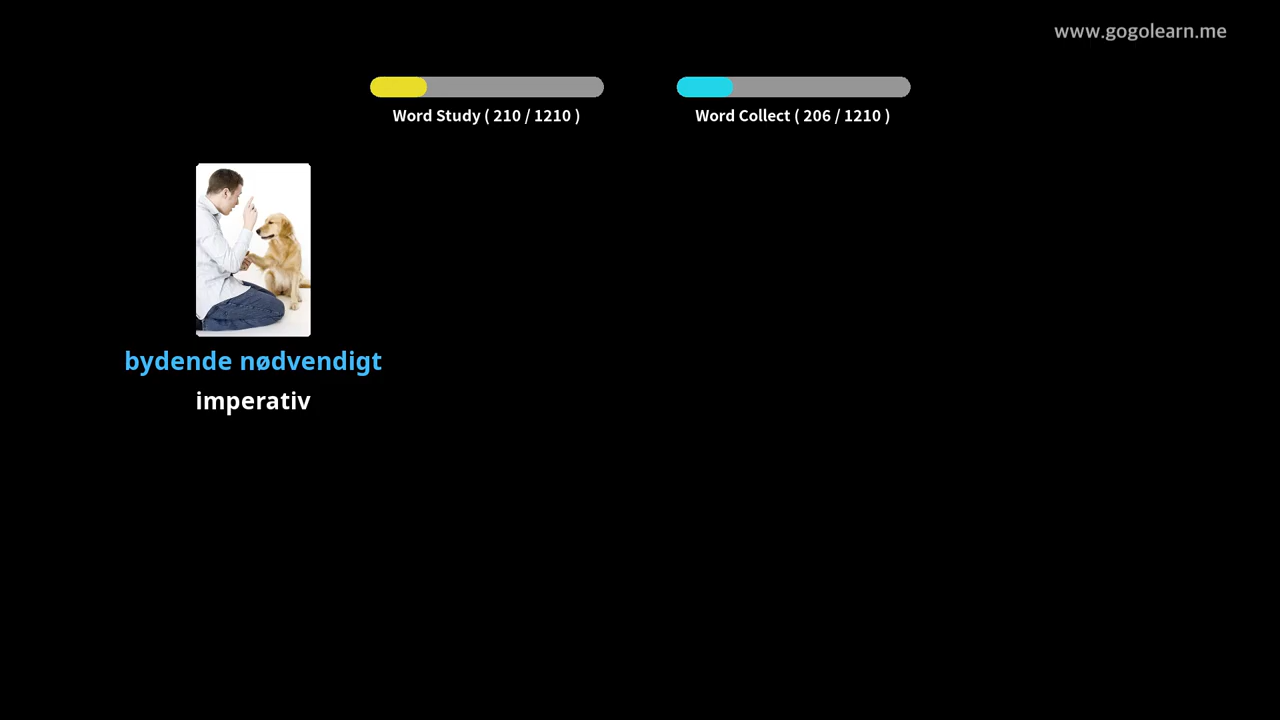 www.gogolearn.me
Word Study ( 210 / 1210 )
Word Collect ( 206 / 1210 )
bydende nødvendigt
imperativ